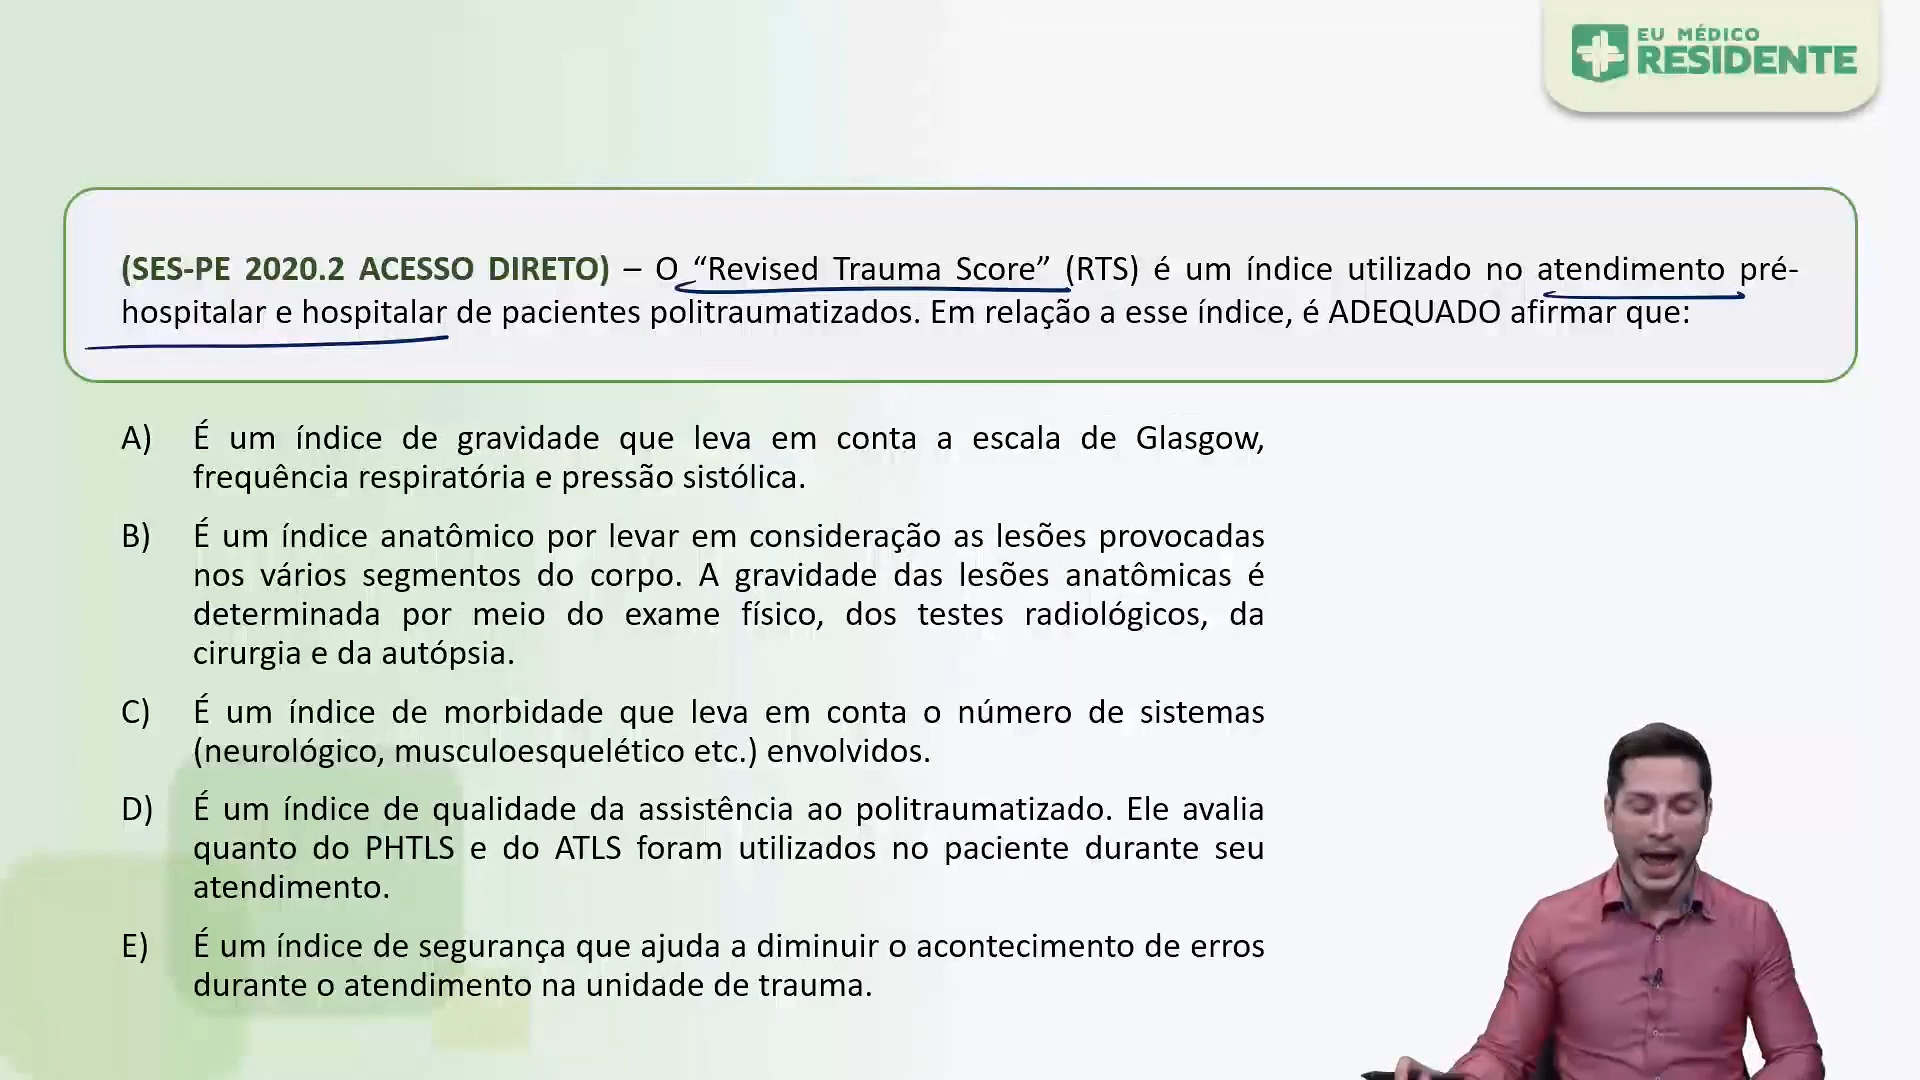 EU MÉDICO
RESIDENTE
(SES-PE 2020.2 ACESSO DIRETO) – O “Revised Trauma Score” (RTS) é um índice utilizado no atendimento pré-
hospitalar e hospitalar de pacientes politraumatizados. Em relação a esse índice, é ADEQUADO afirmar que:
A) É um índice de gravidade que leva em conta a escala de Glasgow,
frequência respiratória e pressão sistólica.
B) É um índice anatômico por levar em consideração as lesões provocadas
nos vários segmentos do corpo. A gravidade das lesões anatômicas é
determinada por meio do exame físico, dos testes radiológicos, da
cirurgia e da autópsia.
C) É um índice de morbidade que leva em conta o número de sistemas
(neurológico, musculoesquelético etc.) envolvidos.
D) É um índice de qualidade da assistência ao politraumatizado. Ele avalia
quanto do PHTLS e do ATLS foram utilizados no paciente durante seu
atendimento.
E) É um índice de segurança que ajuda a diminuir o acontecimento de erros
durante o atendimento na unidade de trauma.